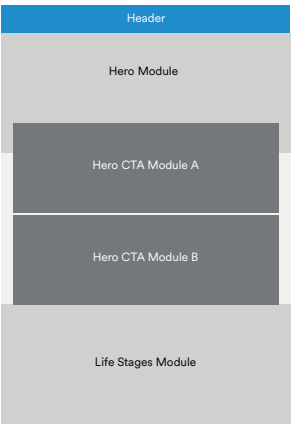 Header
Hero Module
Hero CTA Module A
Hero CTA Module B
Life Stages Module